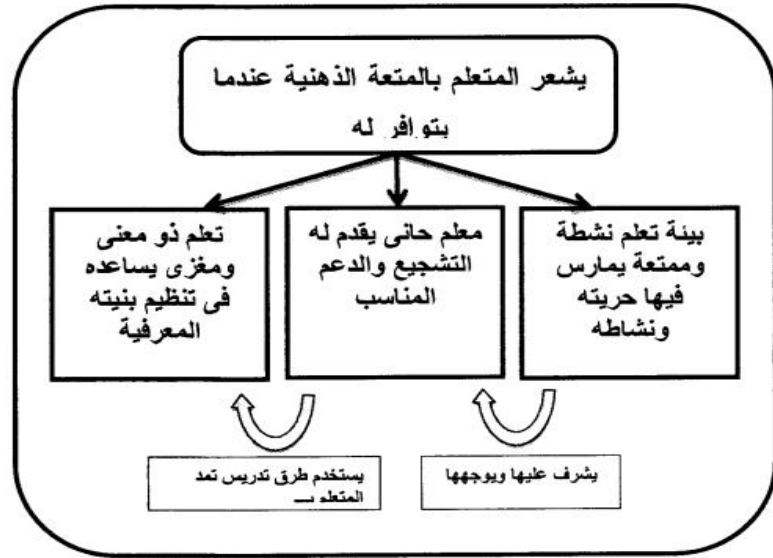 يشعر المتعلم بالمتعة الذهنية عندما
يتوافر له
بيئة تعلم نشطة
وممتعة يمارس
فيها حريته
ونشاطه
معلم حانى يقدم له
التشجيع والدعم
المناسب
تعلم ذو معنى
ومغزى يساعده
فى تنظيم بنيته
المعرفية
يشرف عليها ويوجهها
يستخدم طرق تدريس تمد
المتعلم بـــ